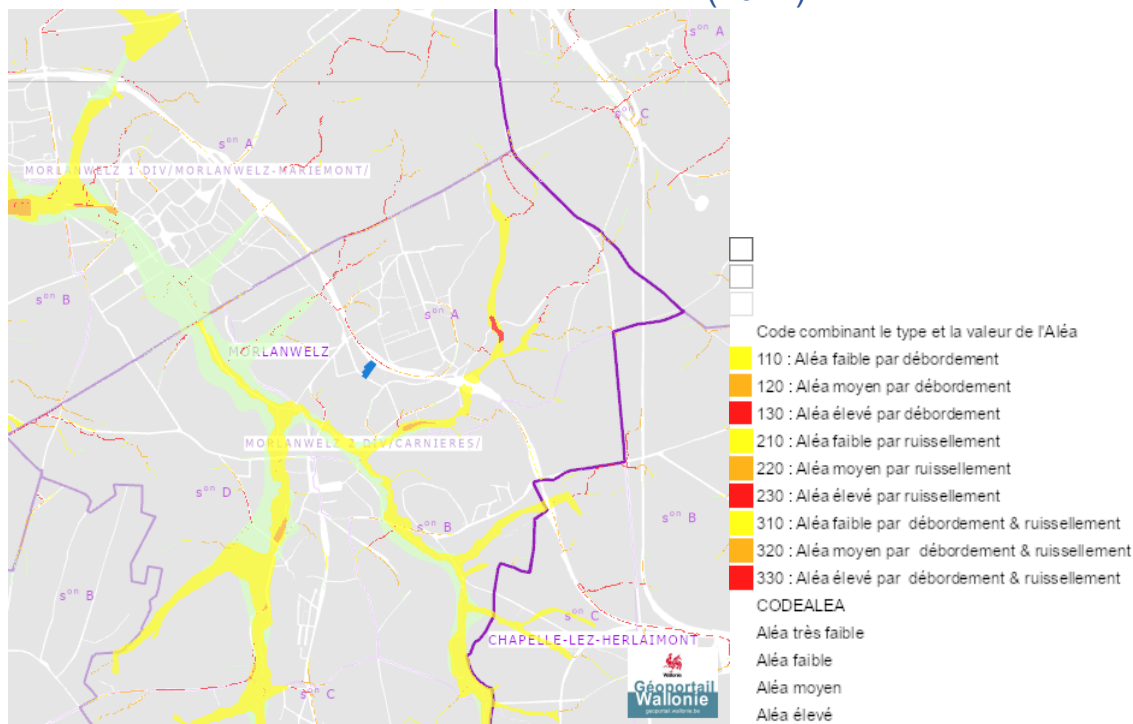 sᵒⁿ A
sᵒⁿ C
sᵒⁿ A
MORLANWELZ 1 DIV/MORLANWELZ-MARIEMONT/
sᵒⁿ B
sᵒⁿ A
MORLANWELZ
MORLANWELZ 2 DIV/CARNIERES/
sᵒⁿ D
sᵒⁿ B
sᵒⁿ B
sᵒⁿ B
sᵒⁿ C
CHAPELLE-LEZ-HERLAIMONT
sᵒⁿ C
Wallonie
Géoportail
Wallonie
geoportail.wallonie.be
Code combinant le type et la valeur de l'Aléa
110 : Aléa faible par débordement
120 : Aléa moyen par débordement
130 : Aléa élevé par débordement
210 : Aléa faible par ruissellement
220 : Aléa moyen par ruissellement
230 : Aléa élevé par ruissellement
310 : Aléa faible par débordement & ruissellement
320 : Aléa moyen par débordement & ruissellement
330 : Aléa élevé par débordement & ruissellement
CODEALEA
Aléa très faible
Aléa faible
Aléa moyen
Aléa élevé